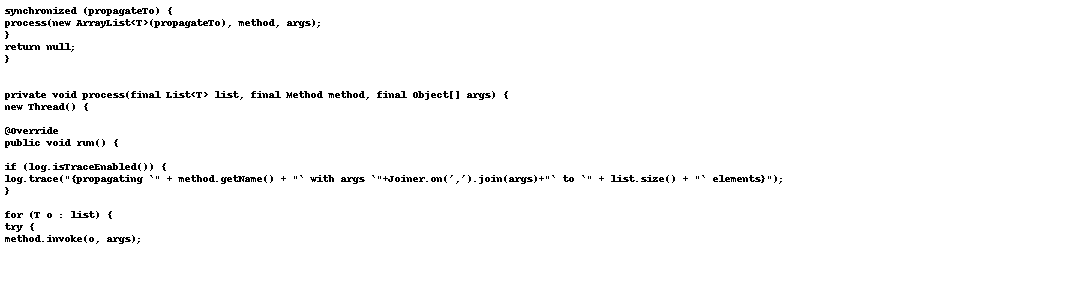 synchronized (propagateTo) {
process(new ArrayList<T>(propagateTo), method, args);
}
return null;
}
private void process(final List<T> list, final Method method, final Object[] args) {
new Thread() {
@Override
public void run() {
if (log.isTraceEnabled()) {
log.trace("{propagating `" + method.getName() + "` with args `"+Joiner.on(',').join(args)+"` to `" + list.size() + "` elements}");
}
for (T o : list) {
try {
method.invoke(o, args);